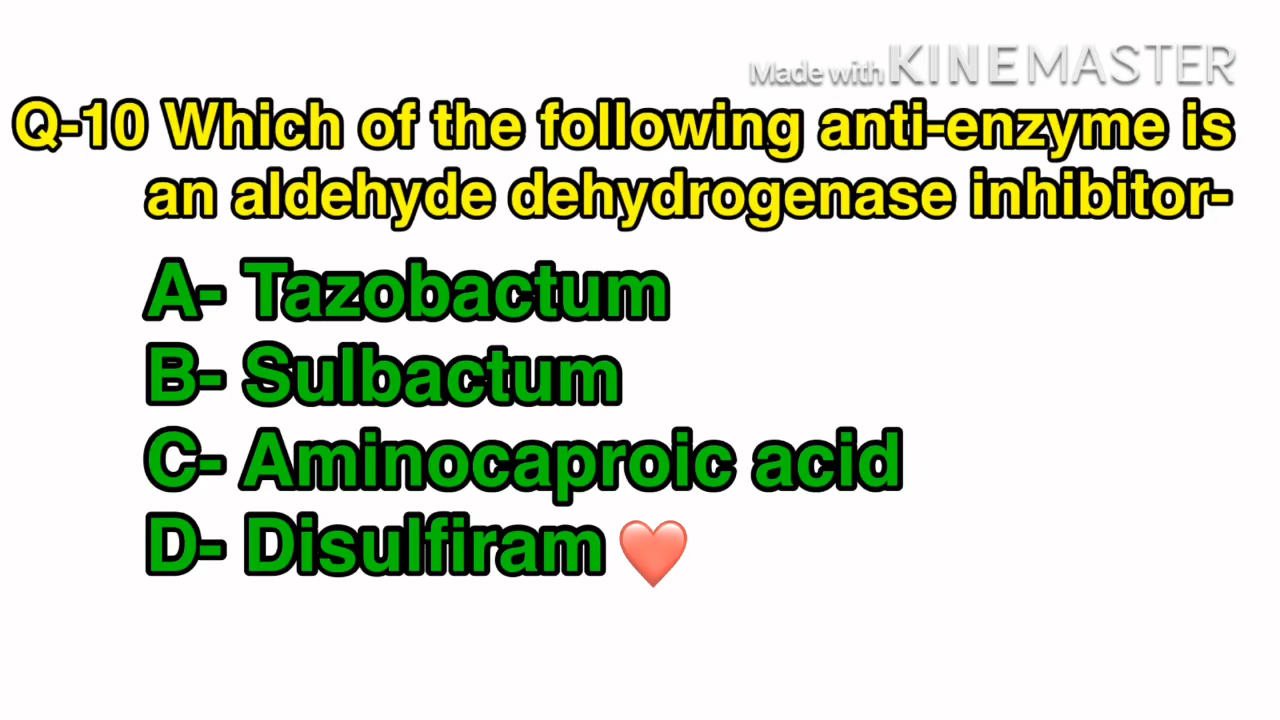 Made with KINEMASTER
Q-10 Which of the following anti-enzyme is
an aldehyde dehydrogenase inhibitor-
A- Tazobactum
B- Sulbactum
C- Aminocaproic acid
D- Disulfiram